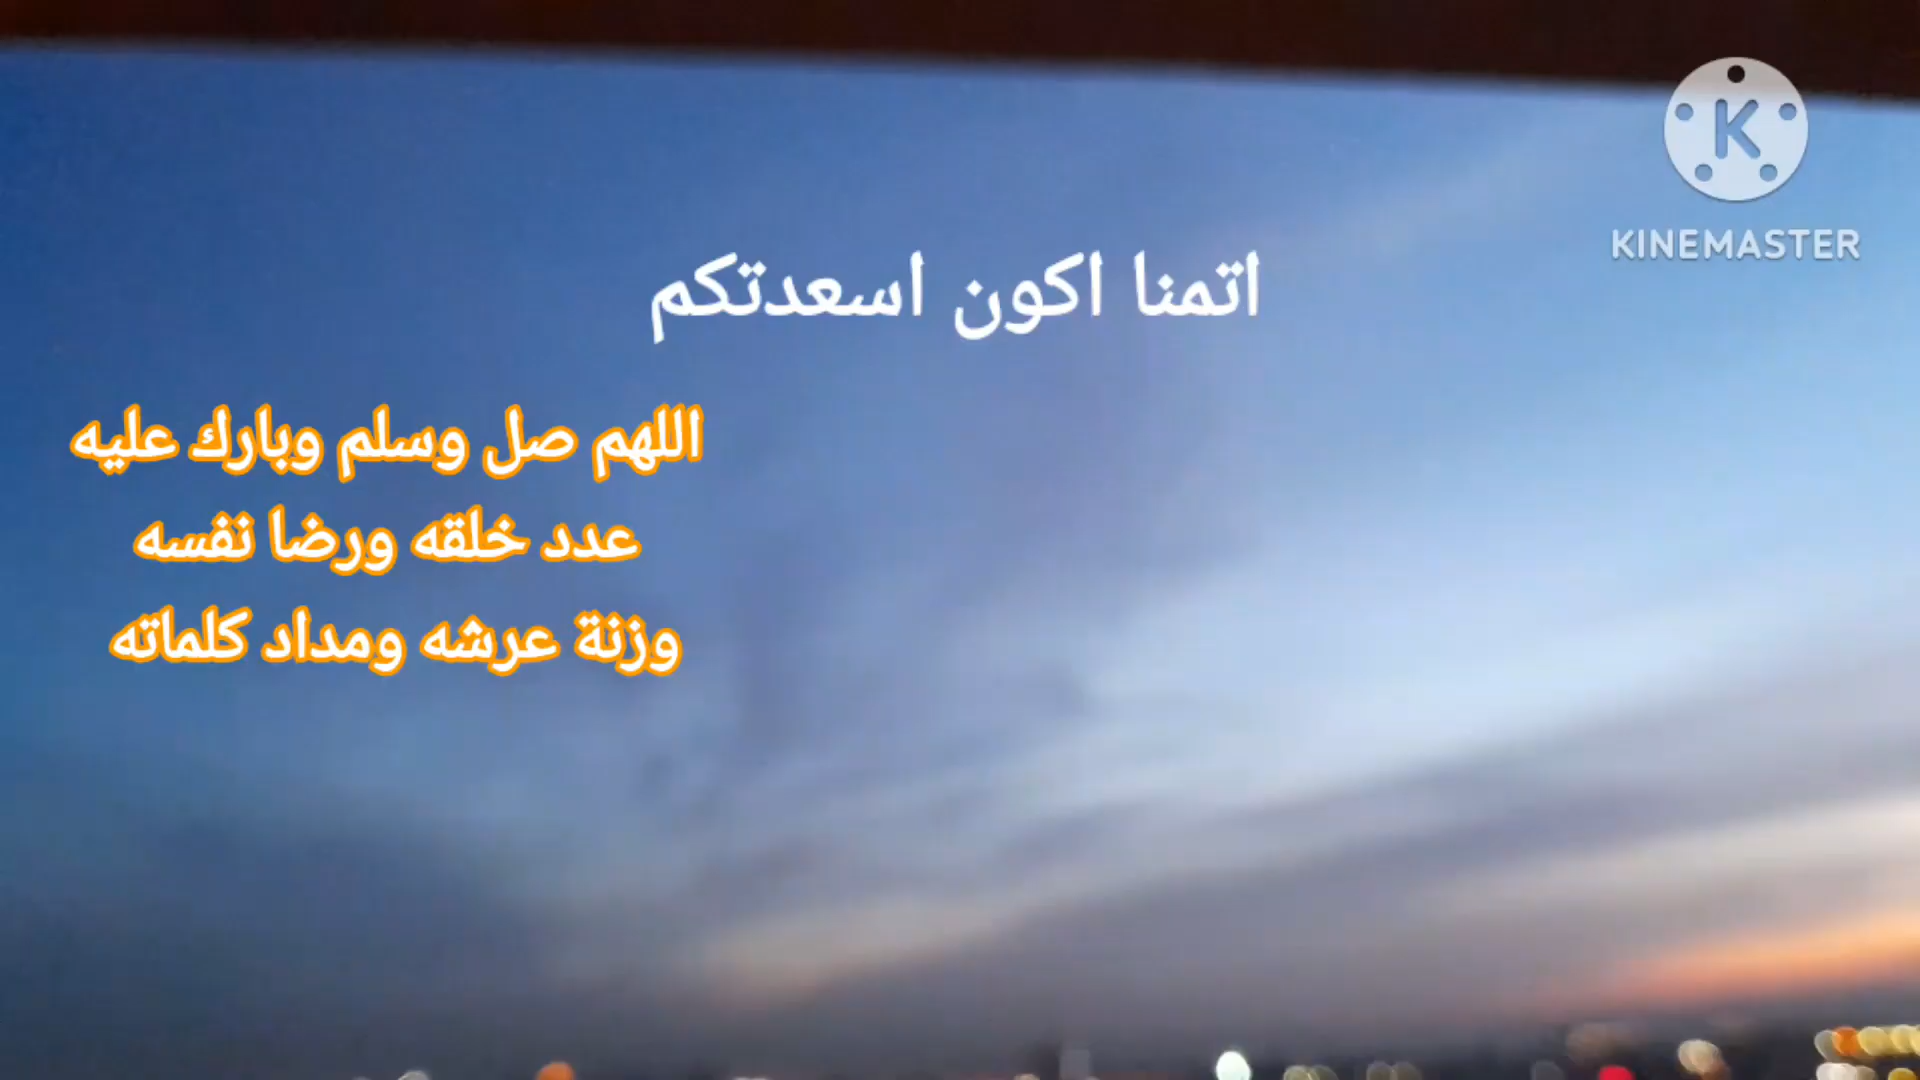 KINEMASTER
اتمنا اكون اسعدتكم
اللهم صل وسلم وبارك عليه
عدد خلقه ورضا نفسه
وزنة عرشه ومداد كلماته